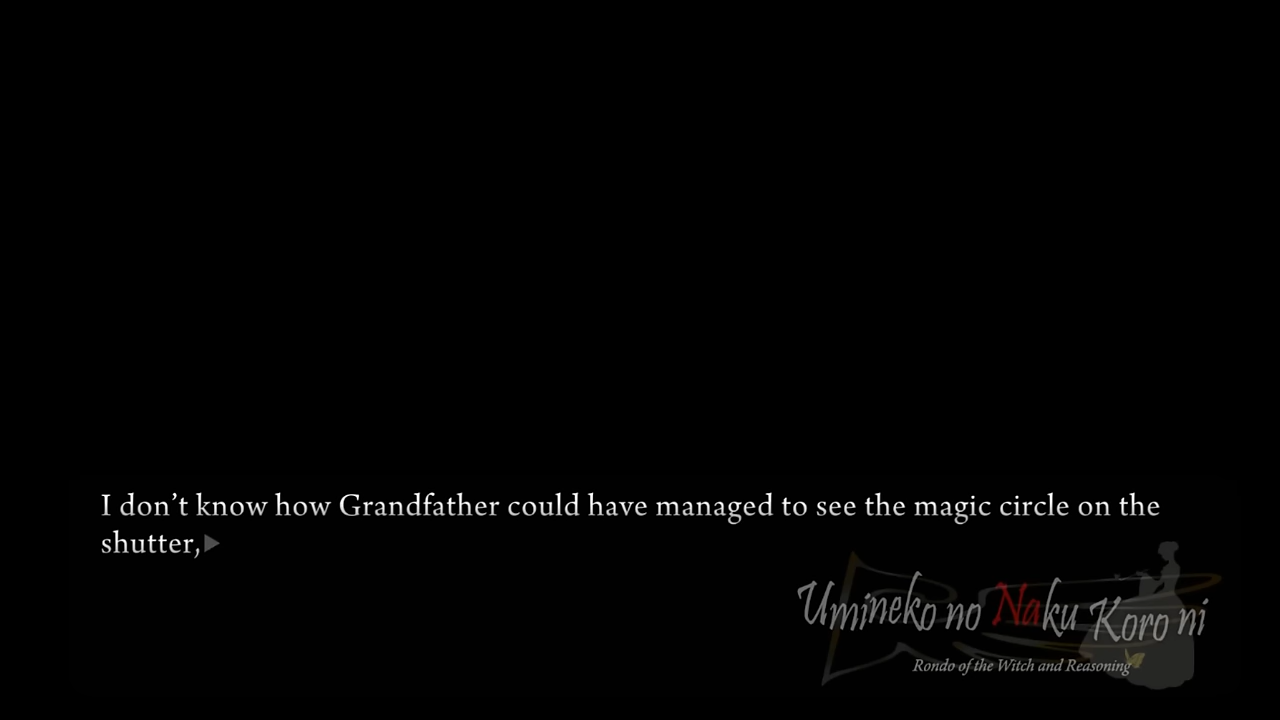 I don’t know how Grandfather could have managed to see the magic circle on the
shutter,
Umineko no Naku Koro ni
Rondo of the Witch and Reasoning